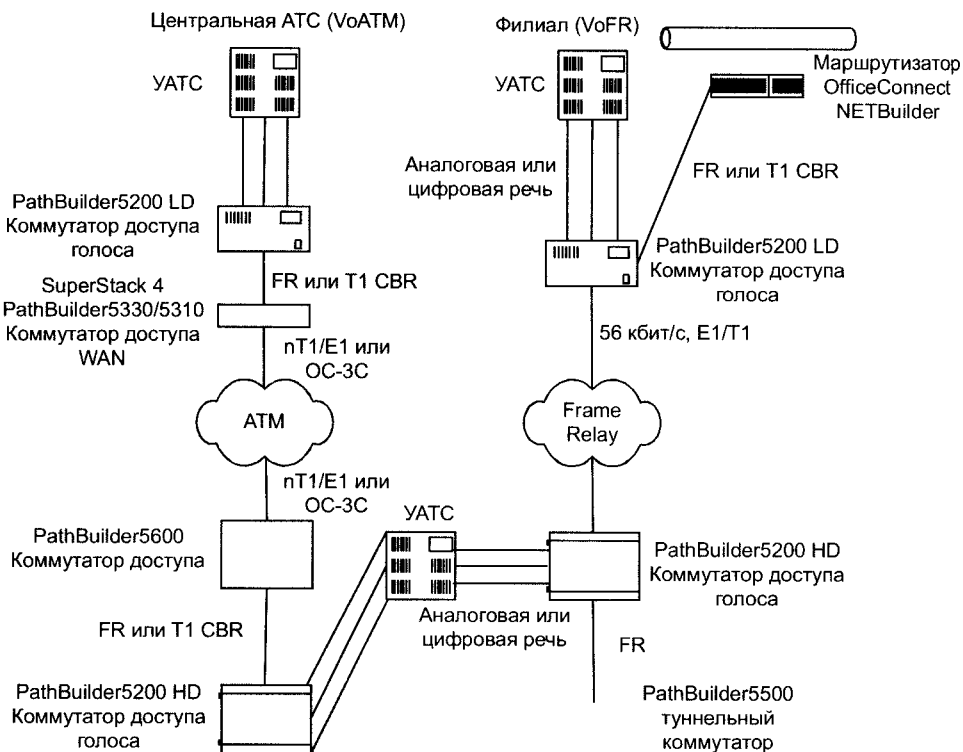 Центральная АТС (VoATM)
УАТС
PathBuilder5200 LD
Коммутатор доступа
голоса
FR или T1 CBR
SuperStack 4
PathBuilder5330/5310
Коммутатор доступа
WAN
nT1/E1 или
OC-3C
ATM
nT1/E1 или
OC-3C
PathBuilder5600
Коммутатор доступа
FR или T1 CBR
PathBuilder5200 HD
Коммутатор доступа
голоса
УАТС
Аналоговая или
цифровая речь
Филиал (VoFR)
УАТС
Маршрутизатор
OfficeConnect
NETBuilder
Аналоговая или
цифровая речь
FR или T1 CBR
PathBuilder5200 LD
Коммутатор доступа
голоса
56 кбит/с, E1/T1
Frame
Relay
PathBuilder5200 HD
Коммутатор доступа
голоса
FR
PathBuilder5500
туннельный
коммутатор